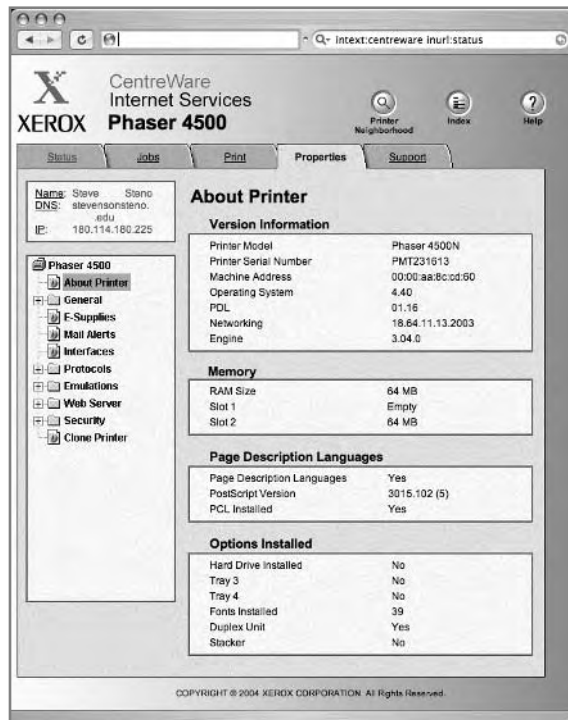 intext:centreware inurl:status
XEROX
CentreWare
Internet Services
Phaser 4500
Printer Neighborhood
Index
Help
Status
Jobs
Print
Properties
Support
Name: Steve Steno
DNS: stevensonsteno.
.edu
IP: 180.114.180.225
Phaser 4500
About Printer
General
E-Supplies
Mail Alerts
Interfaces
Protocols
Emulations
Web Server
Security
Clone Printer
About Printer
Version Information
Printer Model Phaser 4500N
Printer Serial Number PMT231613
Machine Address 00:00:aa:8c:cd:60
Operating System 4.40
PDL 01.16
Networking 18.64.11.13.2003
Engine 3.04.0
Memory
RAM Size 64 MB
Slot 1 Empty
Slot 2 64 MB
Page Description Languages
Page Description Languages Yes
PostScript Version 3015.102 (5)
PCL Installed Yes
Options Installed
Hard Drive Installed No
Tray 3 No
Tray 4 No
Fonts Installed 39
Duplex Unit Yes
Stacker No
COPYRIGHT © 2004 XEROX CORPORATION. All Rights Reserved.